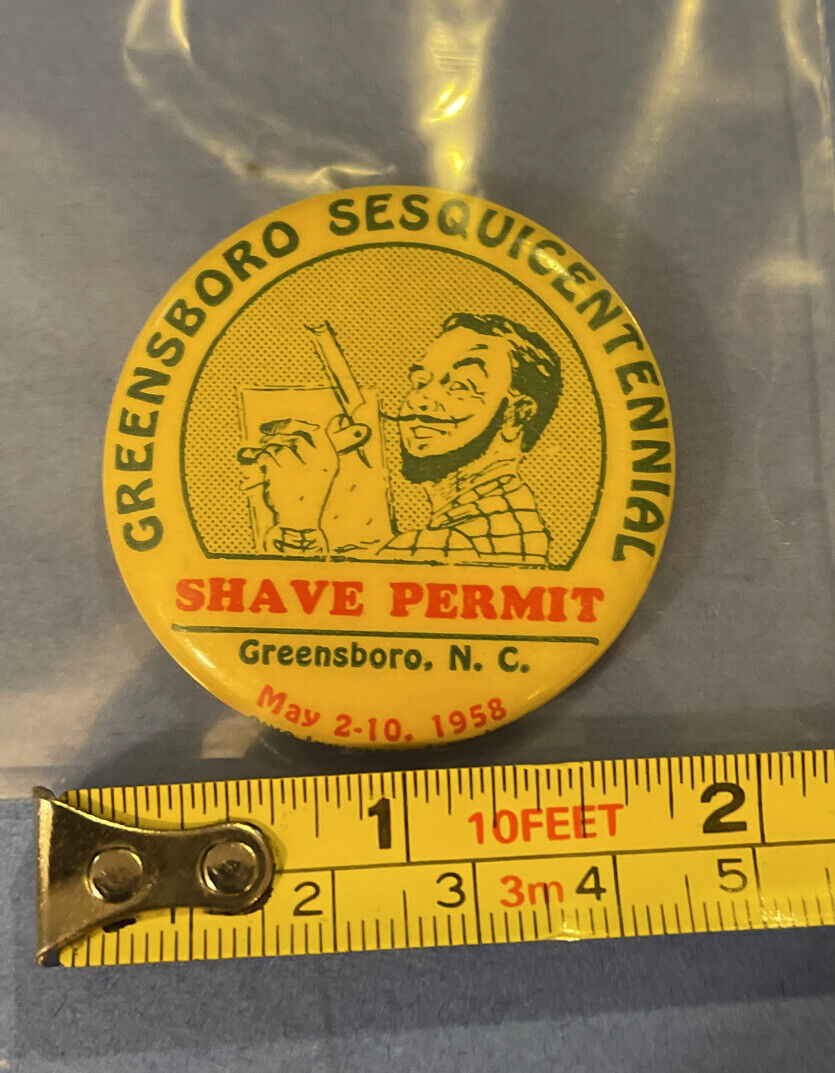 GREENSBORO SESQUICENTENNIAL
SHAVE PERMIT
Greensboro, N. C.
May 2-10, 1958
1 10FEET 2
2 3 3m 4 5